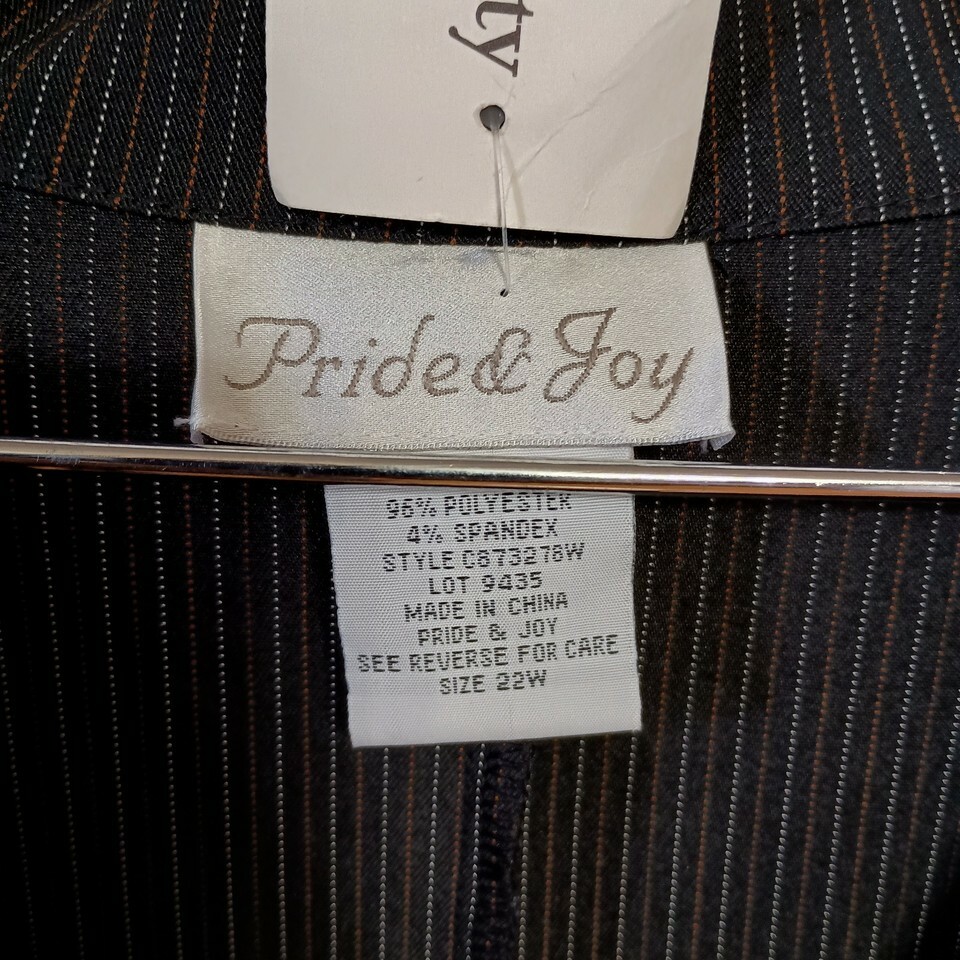 ty
Pride & Joy
96% POLYESTER
4% SPANDEX
STYLE C873278W
LOT 9435
MADE IN CHINA
PRIDE & JOY
SEE REVERSE FOR CARE
SIZE 22W